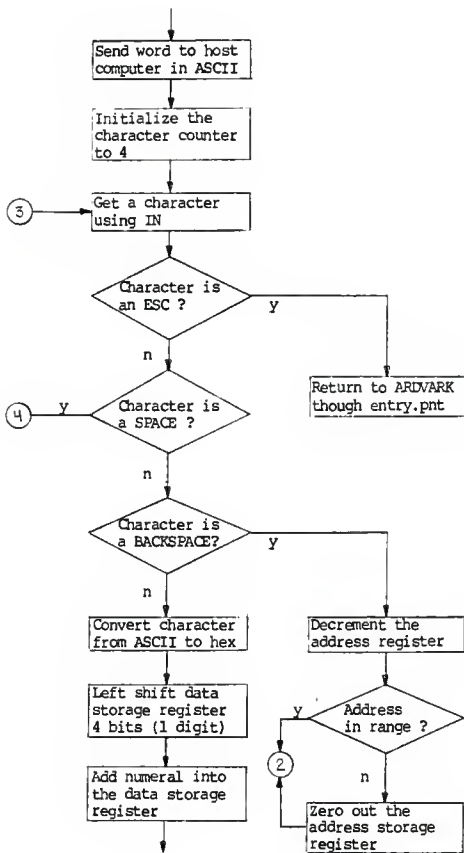 Send word to host
computer in ASCII
Initialize the
character counter
to 4
3
Get a character
using IN
Character is
an ESC ?
y
n
Return to ARDVARK
though entry.pnt
4
y
Character is
a SPACE ?
n
Character is
a BACKSPACE?
y
n
Convert character
from ASCII to hex
Decrement the
address register
Left shift data
storage register
4 bits (1 digit)
y
Address
in range ?
2
n
Add numeral into
the data storage
register
Zero out the
address storage
register